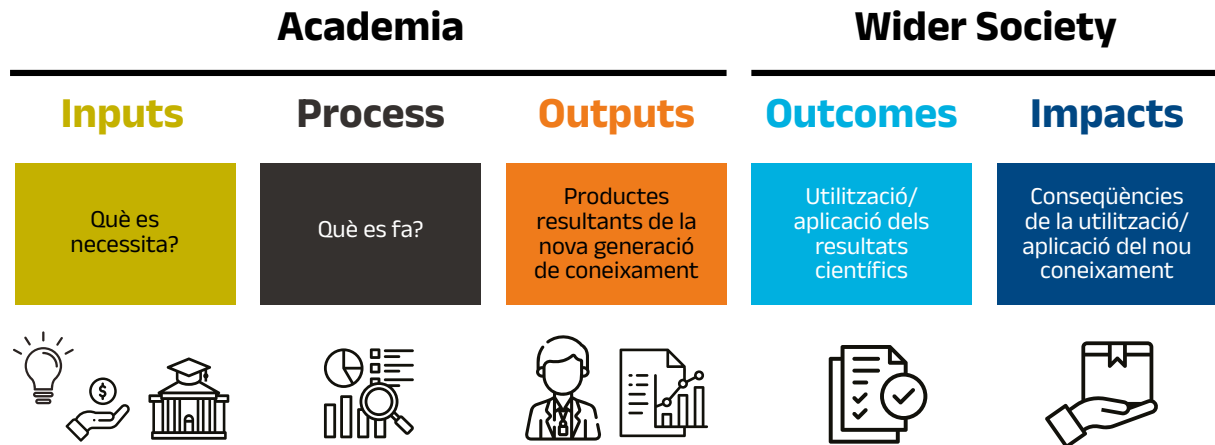 Academia
Wider Society
Inputs
Process
Outputs
Outcomes
Impacts
Què es
necessita?
Què es fa?
Productes
resultants de la
nova generació
de coneixament
Utilització/
aplicació dels
resultats
científics
Conseqüències
de la utilització/
aplicació del nou
coneixament
$